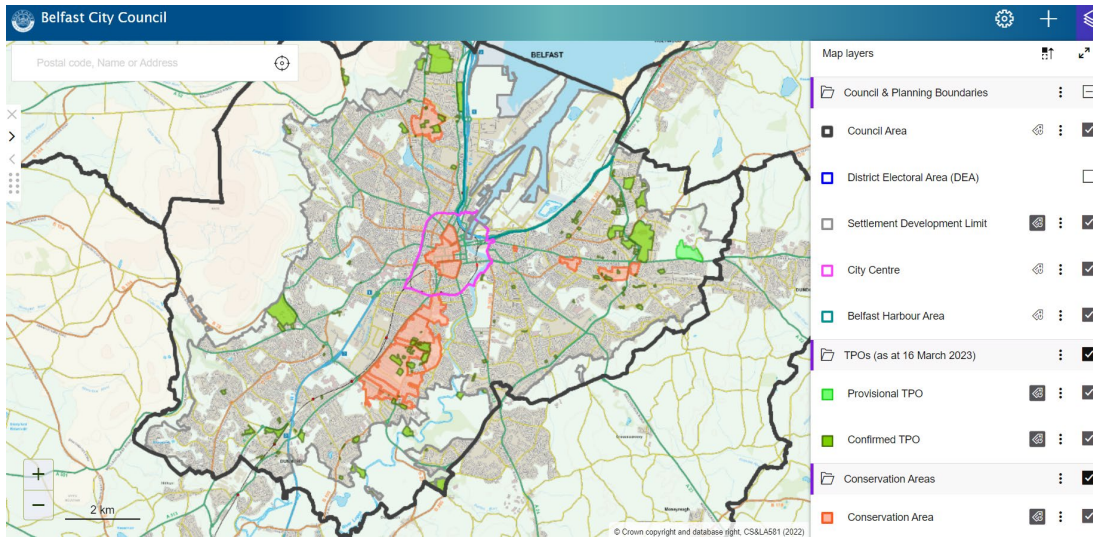 Belfast City Council
Postal code, Name or Address
BELFAST
Map layers
Council & Planning Boundaries
Council Area
District Electoral Area (DEA)
Settlement Development Limit
City Centre
Belfast Harbour Area
TPOs (as at 16 March 2023)
Provisional TPO
Confirmed TPO
Conservation Areas
Conservation Area
+
−
2 km
Moneyreagh
© Crown copyright and database right, CS&LA581 (2022)